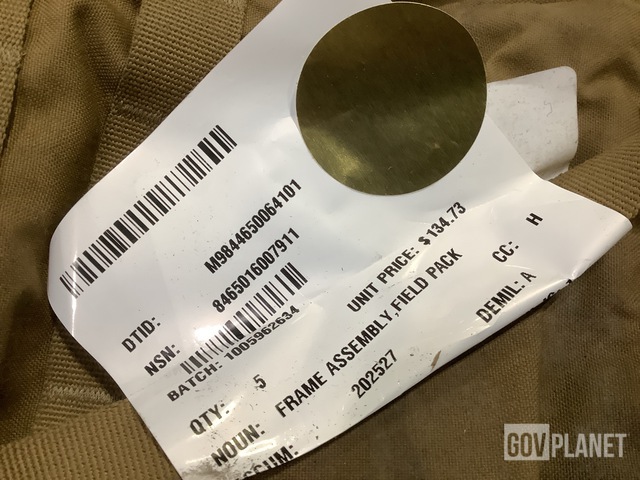 DTID: M9844650064101
NSN: 8465016007911
BATCH: 1005962634
QTY: 5 UNIT PRICE: $134.73
NOUN: FRAME ASSEMBLY,FIELD PACK CC: H
202527 DEMIL: A
GOVPLANET